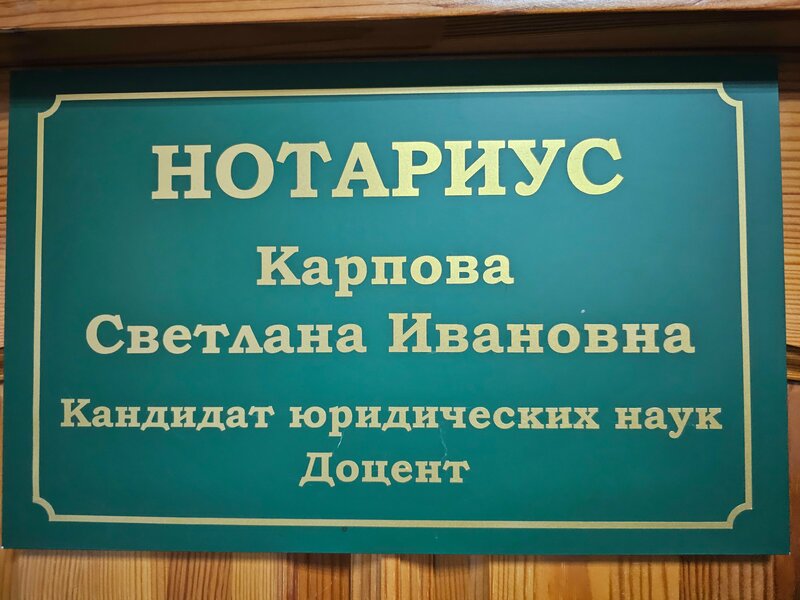 НОТАРИУС
Карпова
Светлана Ивановна
Кандидат юридических наук
Доцент